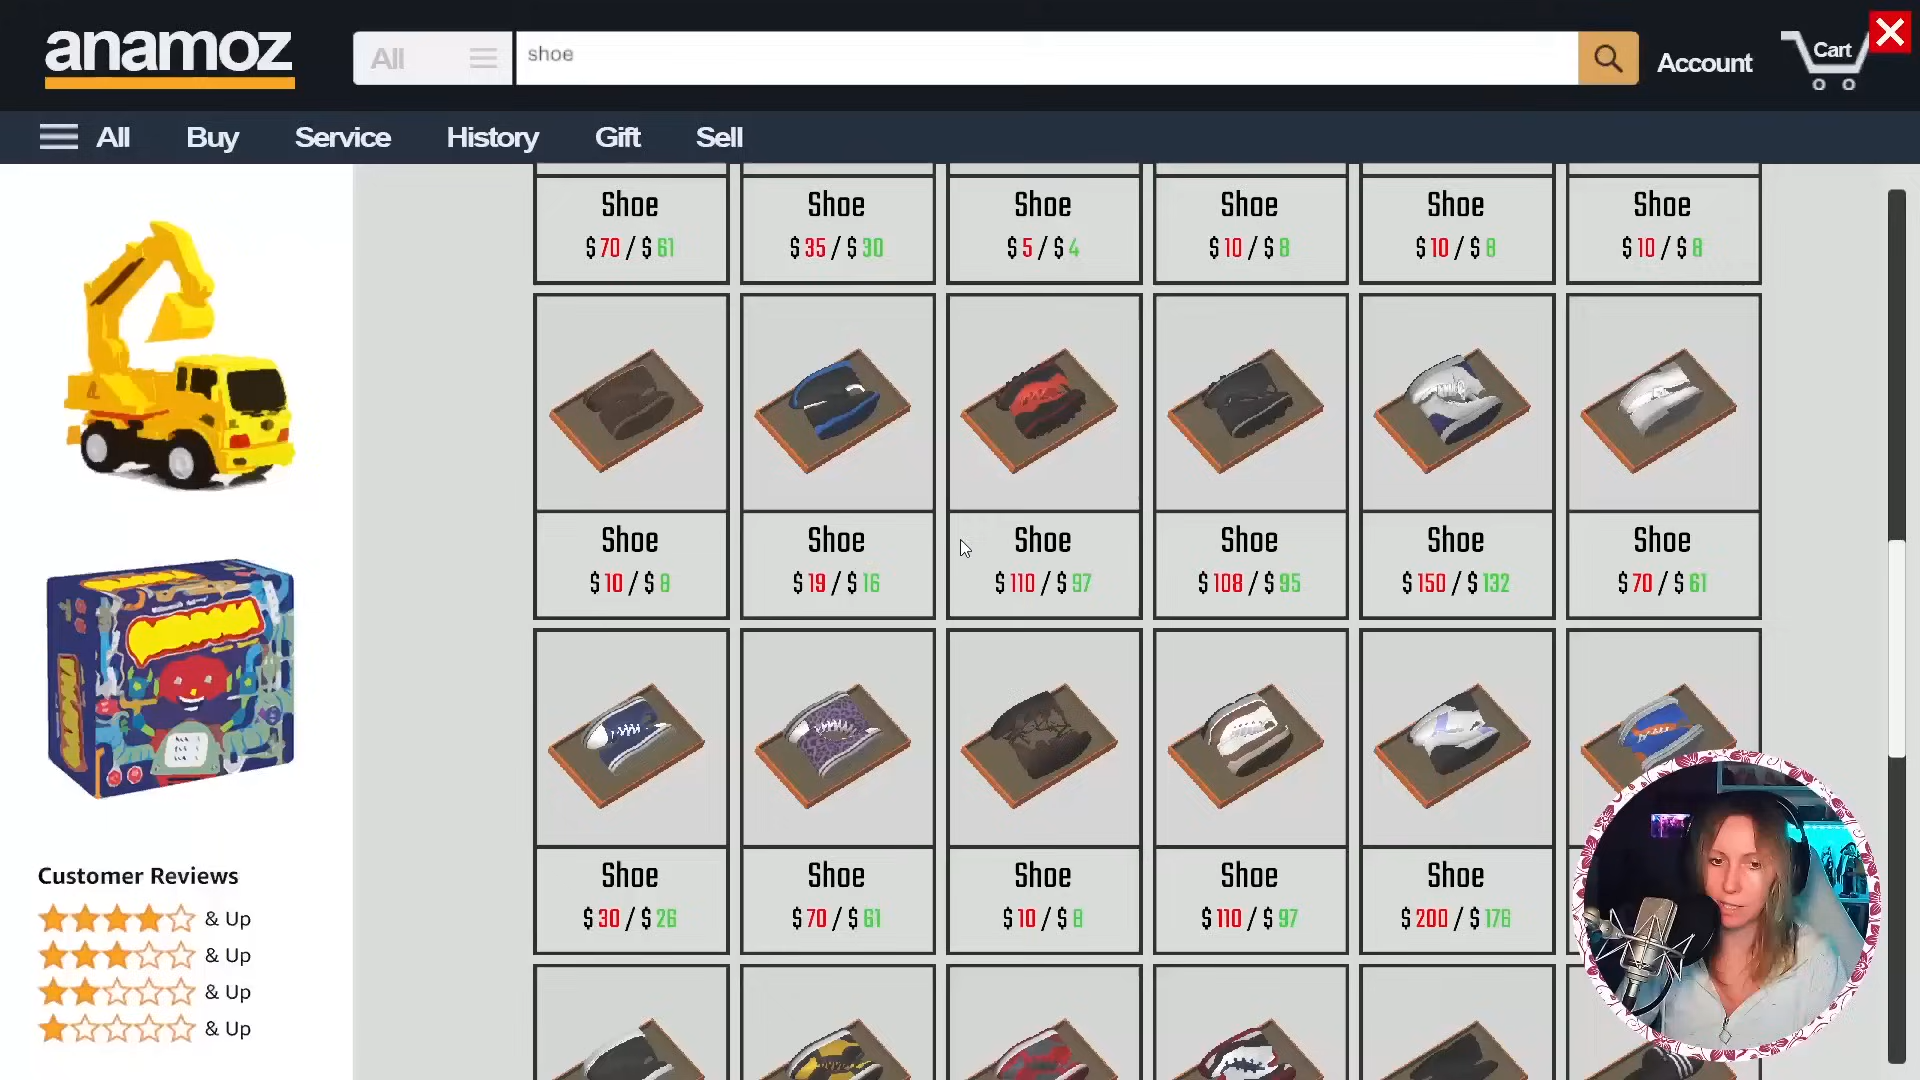 anamoz
All
shoe
Account
Cart
All Buy Service History Gift Sell
Shoe Shoe Shoe Shoe Shoe Shoe
$ 70 / $ 61 $ 35 / $ 30 $ 5 / $ 4 $ 10 / $ 8 $ 10 / $ 8 $ 10 / $ 8
Shoe Shoe Shoe Shoe Shoe Shoe
$ 10 / $ 8 $ 19 / $ 16 $ 110 / $ 97 $ 108 / $ 95 $ 150 / $ 132 $ 70 / $ 61
Shoe Shoe Shoe Shoe Shoe
$ 30 / $ 26 $ 70 / $ 61 $ 10 / $ 8 $ 110 / $ 97 $ 200 / $ 176
Customer Reviews
& Up
& Up
& Up
& Up